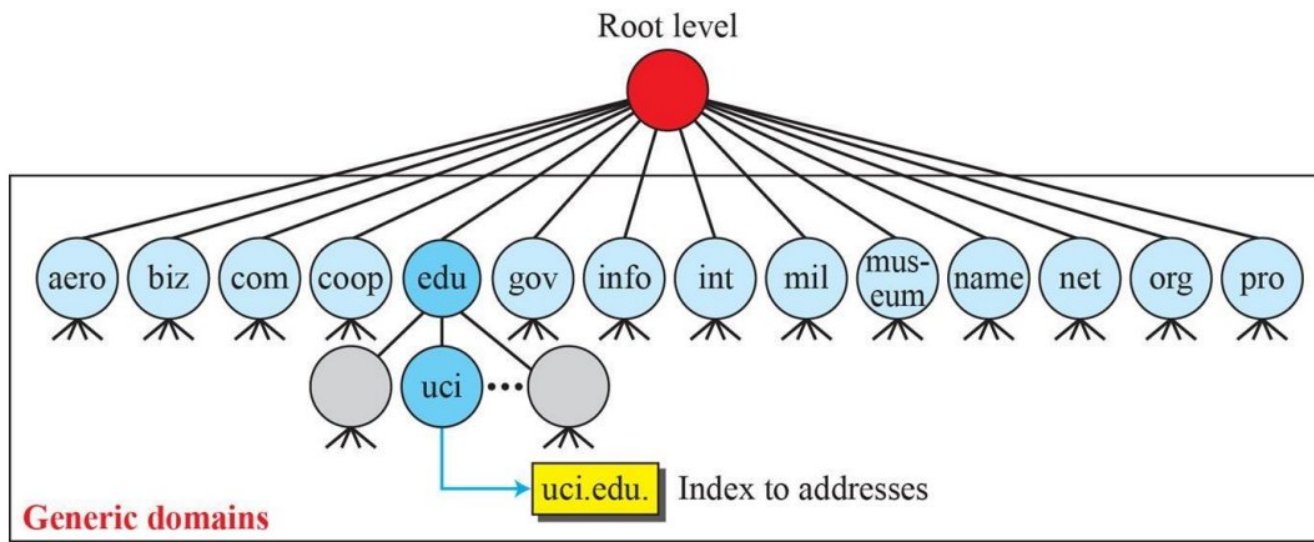 Root level
aero biz com coop edu gov info int mil mus-
eum name net org pro
uci
uci.edu. Index to addresses
Generic domains